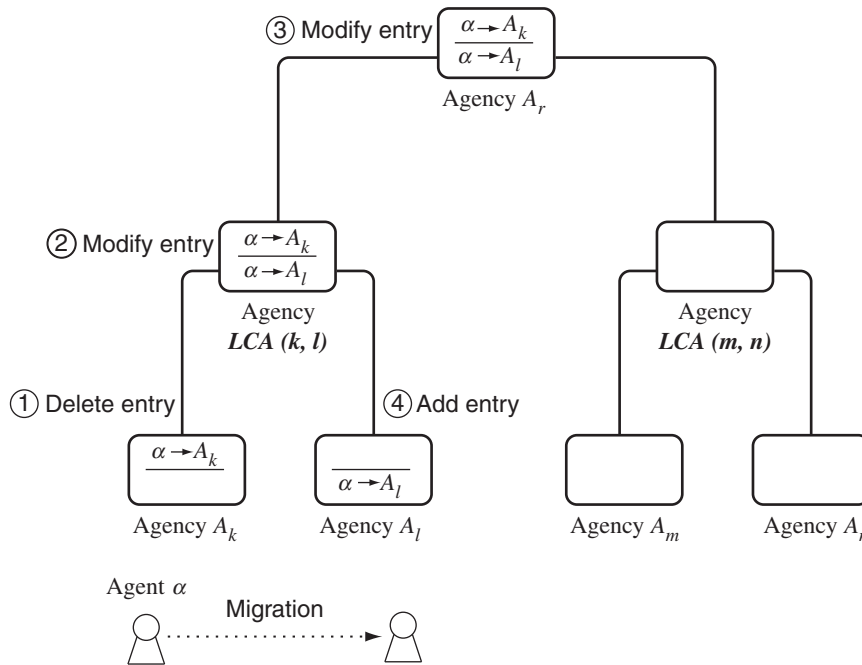 ③ Modify entry
α → A_k
α → A_l
Agency A_r
② Modify entry
α → A_k
α → A_l
Agency
LCA (k, l)
Agency
LCA (m, n)
① Delete entry
④ Add entry
α → A_k
α → A_l
Agency A_k
Agency A_l
Agency A_m
Agency A
Agent α
Migration